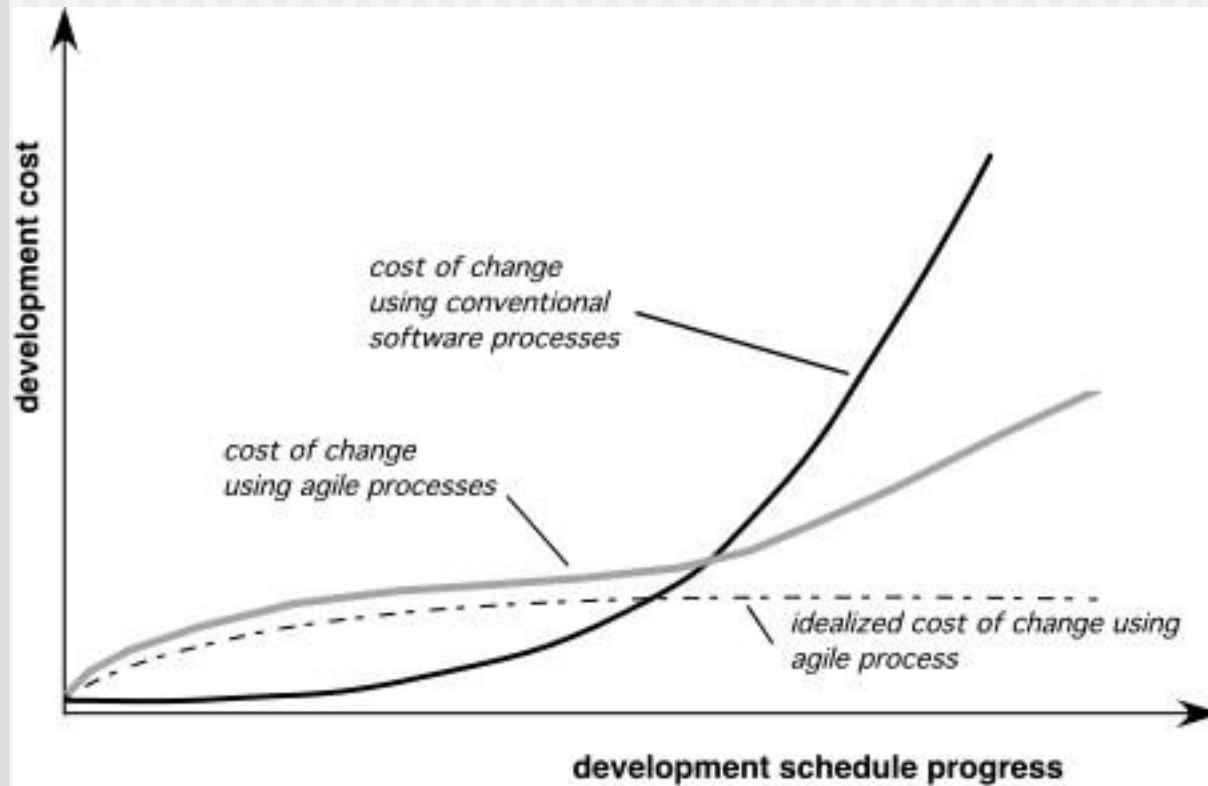 development cost
cost of change
using conventional
software processes
cost of change
using agile processes
idealized cost of change using
agile process
development schedule progress